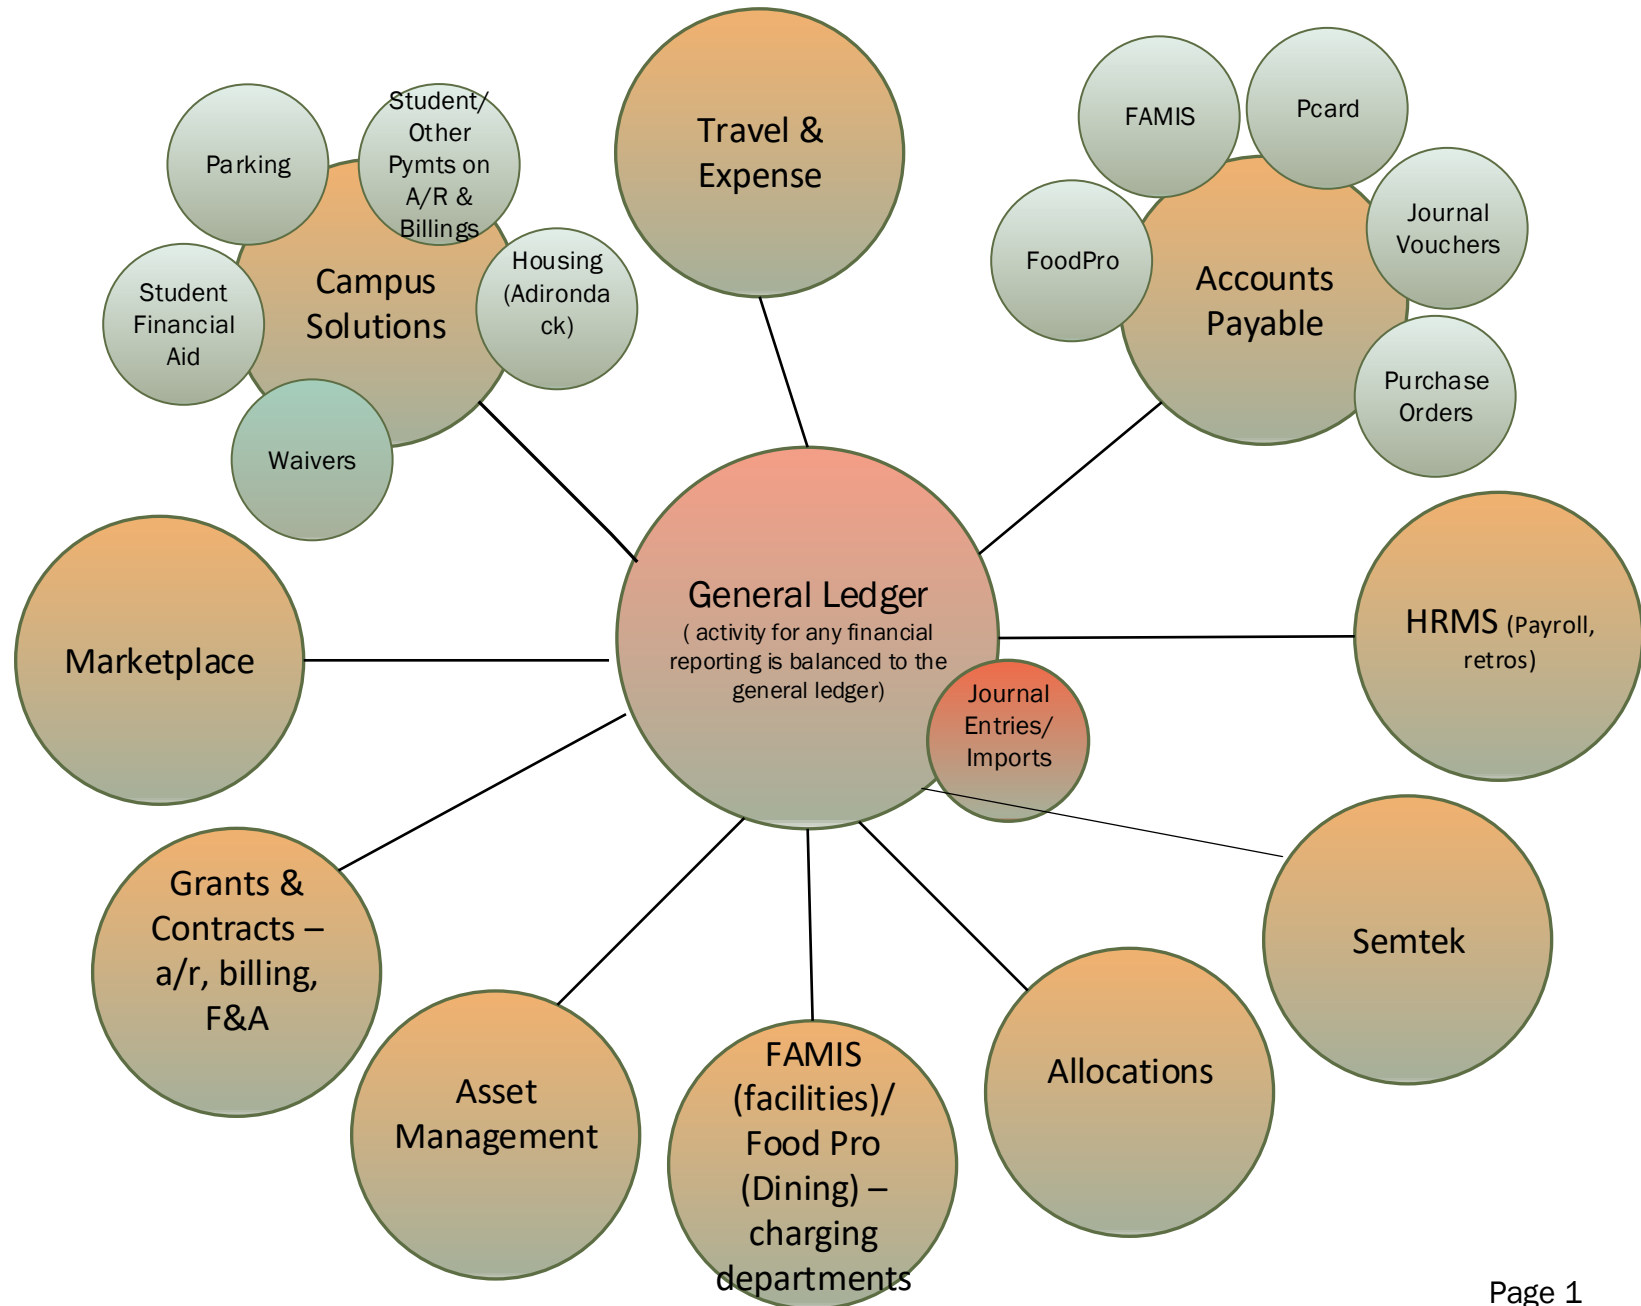 Parking
Student/
Other
Pymts on
A/R &
Billings
Student
Financial
Aid
Campus
Solutions
Housing
(Adironda
ck)
Waivers
Travel &
Expense
FAMIS
Pcard
FoodPro
Journal
Vouchers
Accounts
Payable
Purchase
Orders
General Ledger
( activity for any financial
reporting is balanced to the
general ledger)
Journal
Entries/
Imports
HRMS (Payroll,
retros)
Marketplace
Grants &
Contracts –
a/r, billing,
F&A
Asset
Management
FAMIS
(facilities)/
Food Pro
(Dining) –
charging
departments
Allocations
Semtek
Page 1